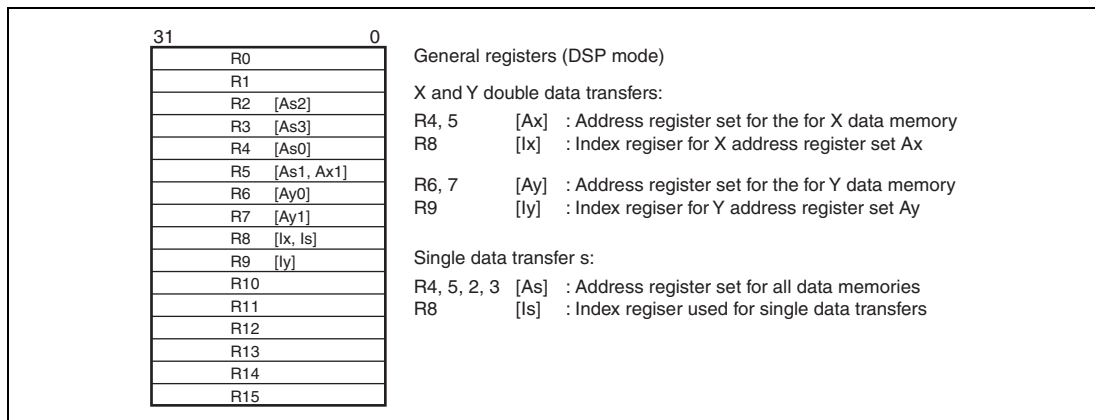 31 0
R0
R1
R2 [As2]
R3 [As3]
R4 [As0]
R5 [As1, Ax1]
R6 [Ay0]
R7 [Ay1]
R8 [Ix, Is]
R9 [Iy]
R10
R11
R12
R13
R14
R15
General registers (DSP mode)
X and Y double data transfers:
R4, 5 [Ax] : Address register set for the for X data memory
R8 [Ix] : Index regiser for X address register set Ax
R6, 7 [Ay] : Address register set for the for Y data memory
R9 [Iy] : Index regiser for Y address register set Ay
Single data transfer s:
R4, 5, 2, 3 [As] : Address register set for all data memories
R8 [Is] : Index regiser used for single data transfers